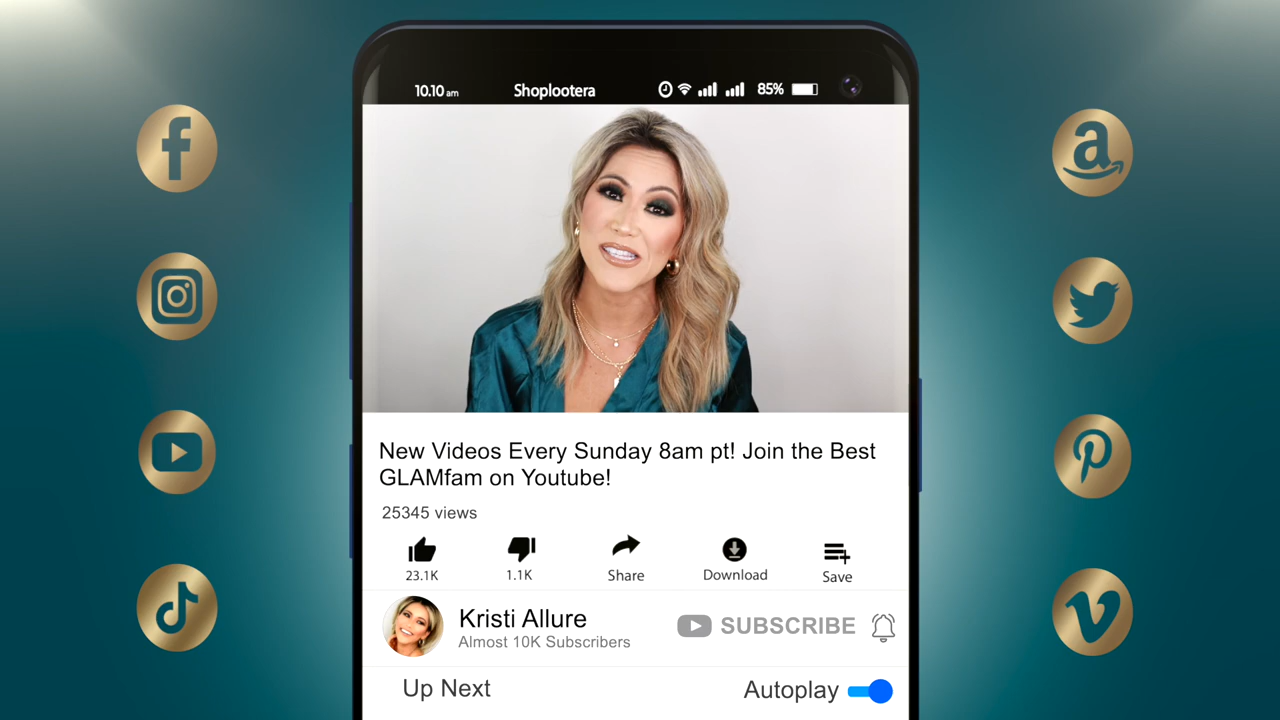 10.10 am Shoplootera 85%
New Videos Every Sunday 8am pt! Join the Best
GLAMfam on Youtube!
25345 views
23.1K 1.1K Share Download Save
Kristi Allure
Almost 10K Subscribers
SUBSCRIBE
Up Next Autoplay